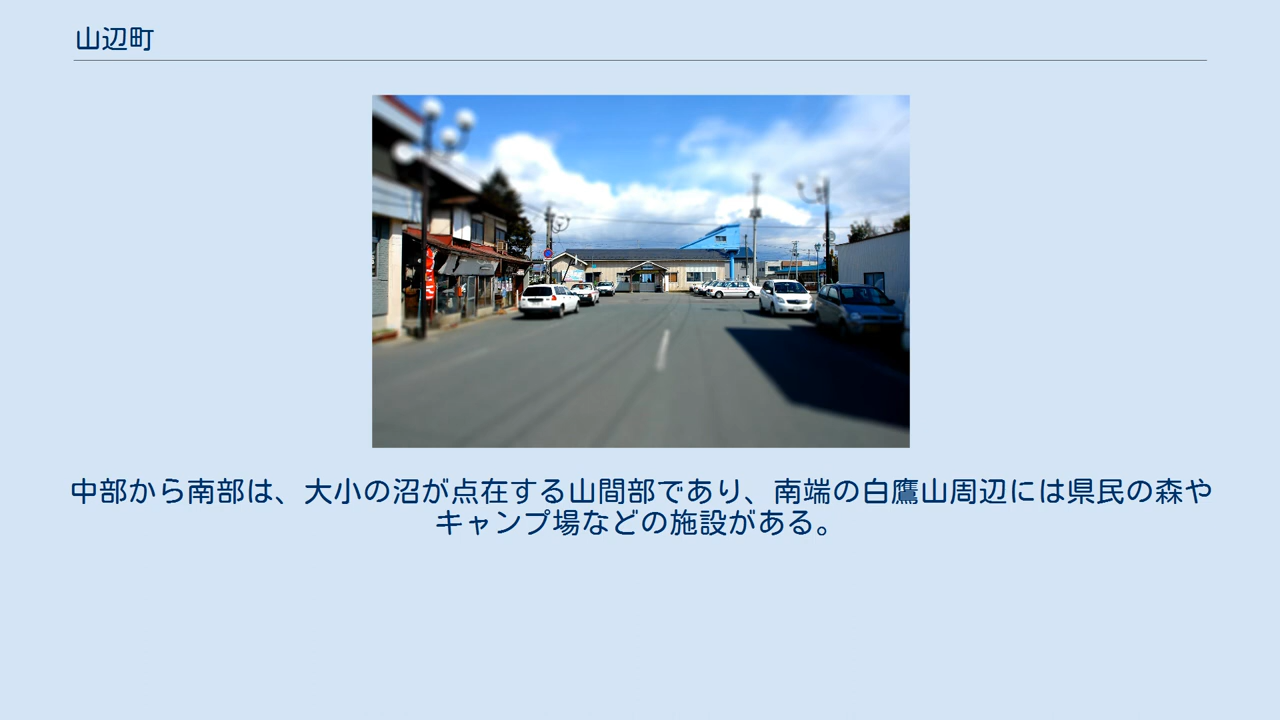 山辺町
中部から南部は、大小の沼が点在する山間部であり、南端の白鷹山周辺には県民の森や
キャンプ場などの施設がある。